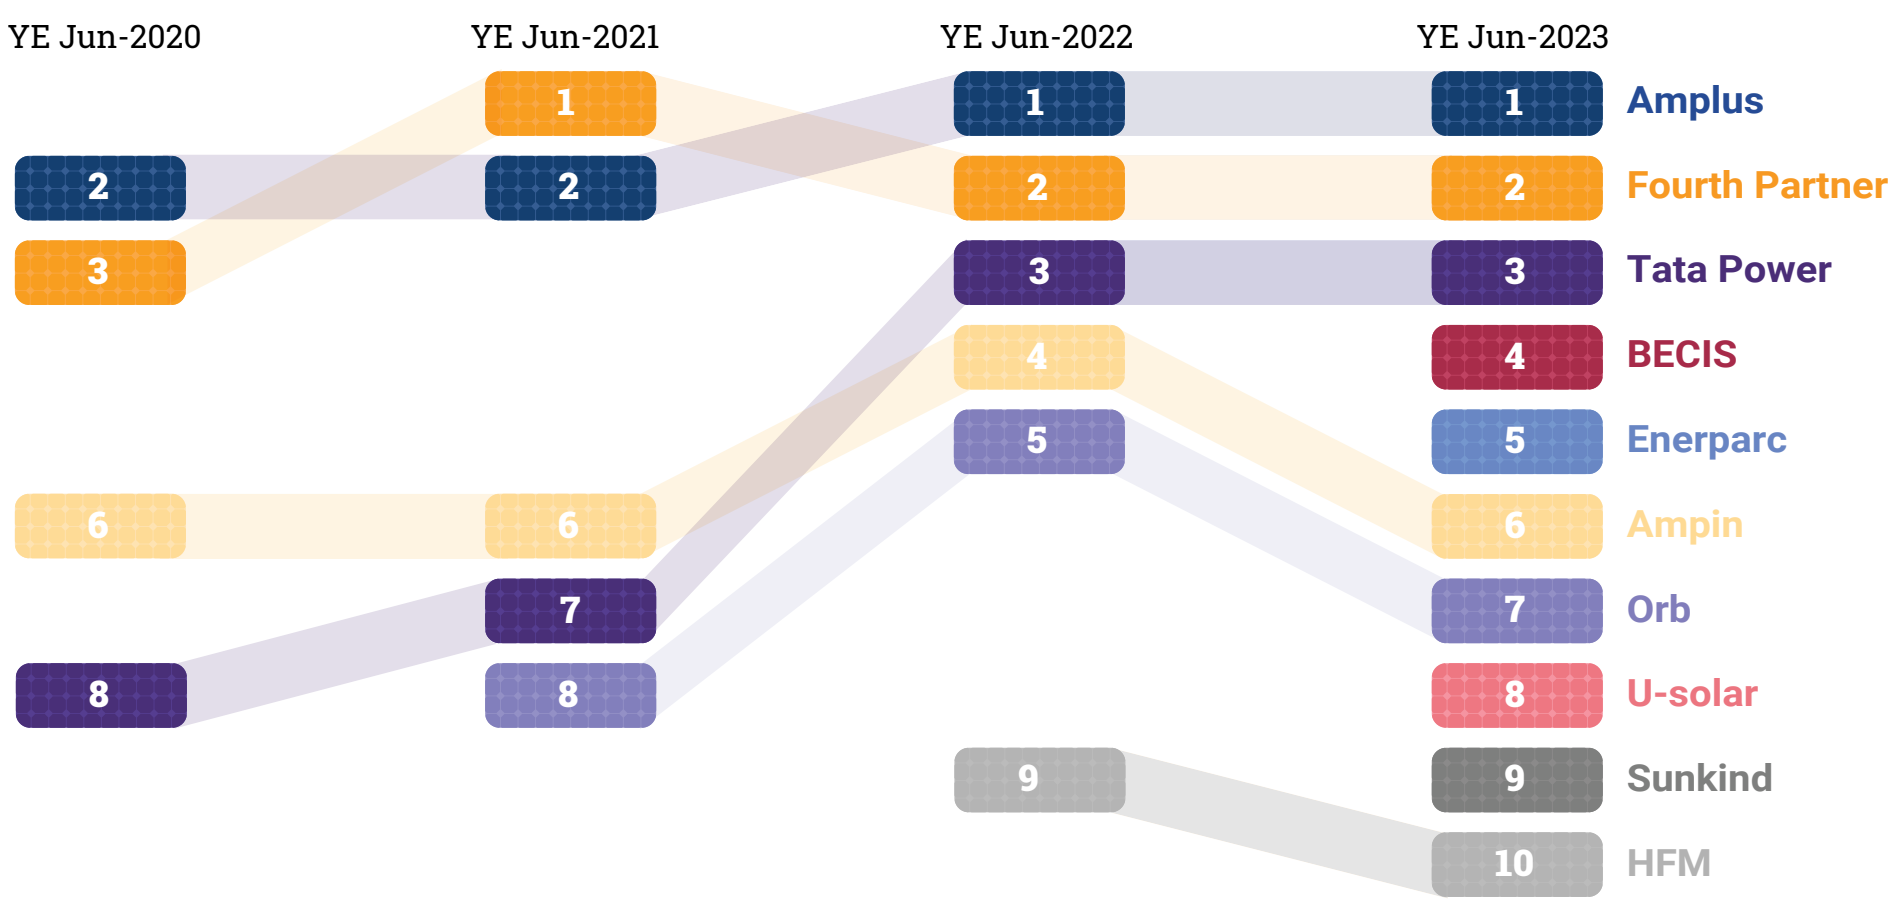 YE Jun-2020 YE Jun-2021 YE Jun-2022 YE Jun-2023
1 1 1 Amplus
2 2 2 2 Fourth Partner
3 3 3 Tata Power
4 4 BECIS
5 5 Enerparc
6 6 6 Ampin
7 7 Orb
8 8 8 U-solar
9 9 Sunkind
10 HFM